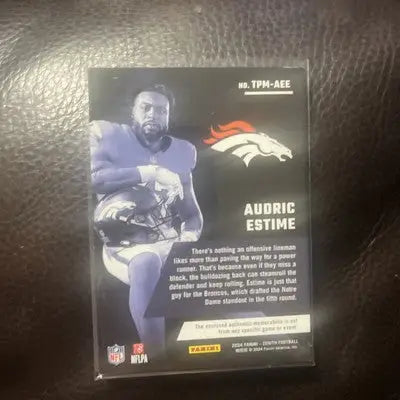 NO. TPM-AEE
AUDRIC
ESTIME
There's nothing an offensive lineman
likes more than paving the way for a power
runner. That's because even if they miss a
block, the bulldozing back can steamroll the
defender and keep rolling. Estime is just that
guy for the Broncos, which drafted the Notre
Dame standout in the fifth round.
The enclosed authentic memorabilia is not
from any specific game or event
NFL
NFLPA
PANINI
2024 PANINI - ZENITH FOOTBALL
© 2024 Panini America, Inc.